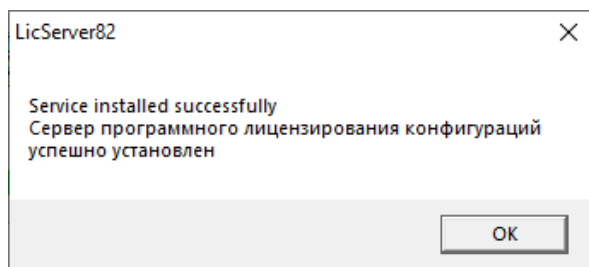 LicServer82
Service installed successfully
Сервер программного лицензирования конфигураций
успешно установлен
OK